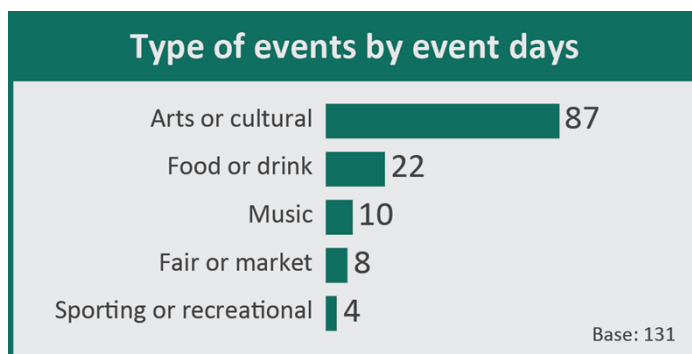 Type of events by event days
Arts or cultural 87
Food or drink 22
Music 10
Fair or market 8
Sporting or recreational 4
Base: 131